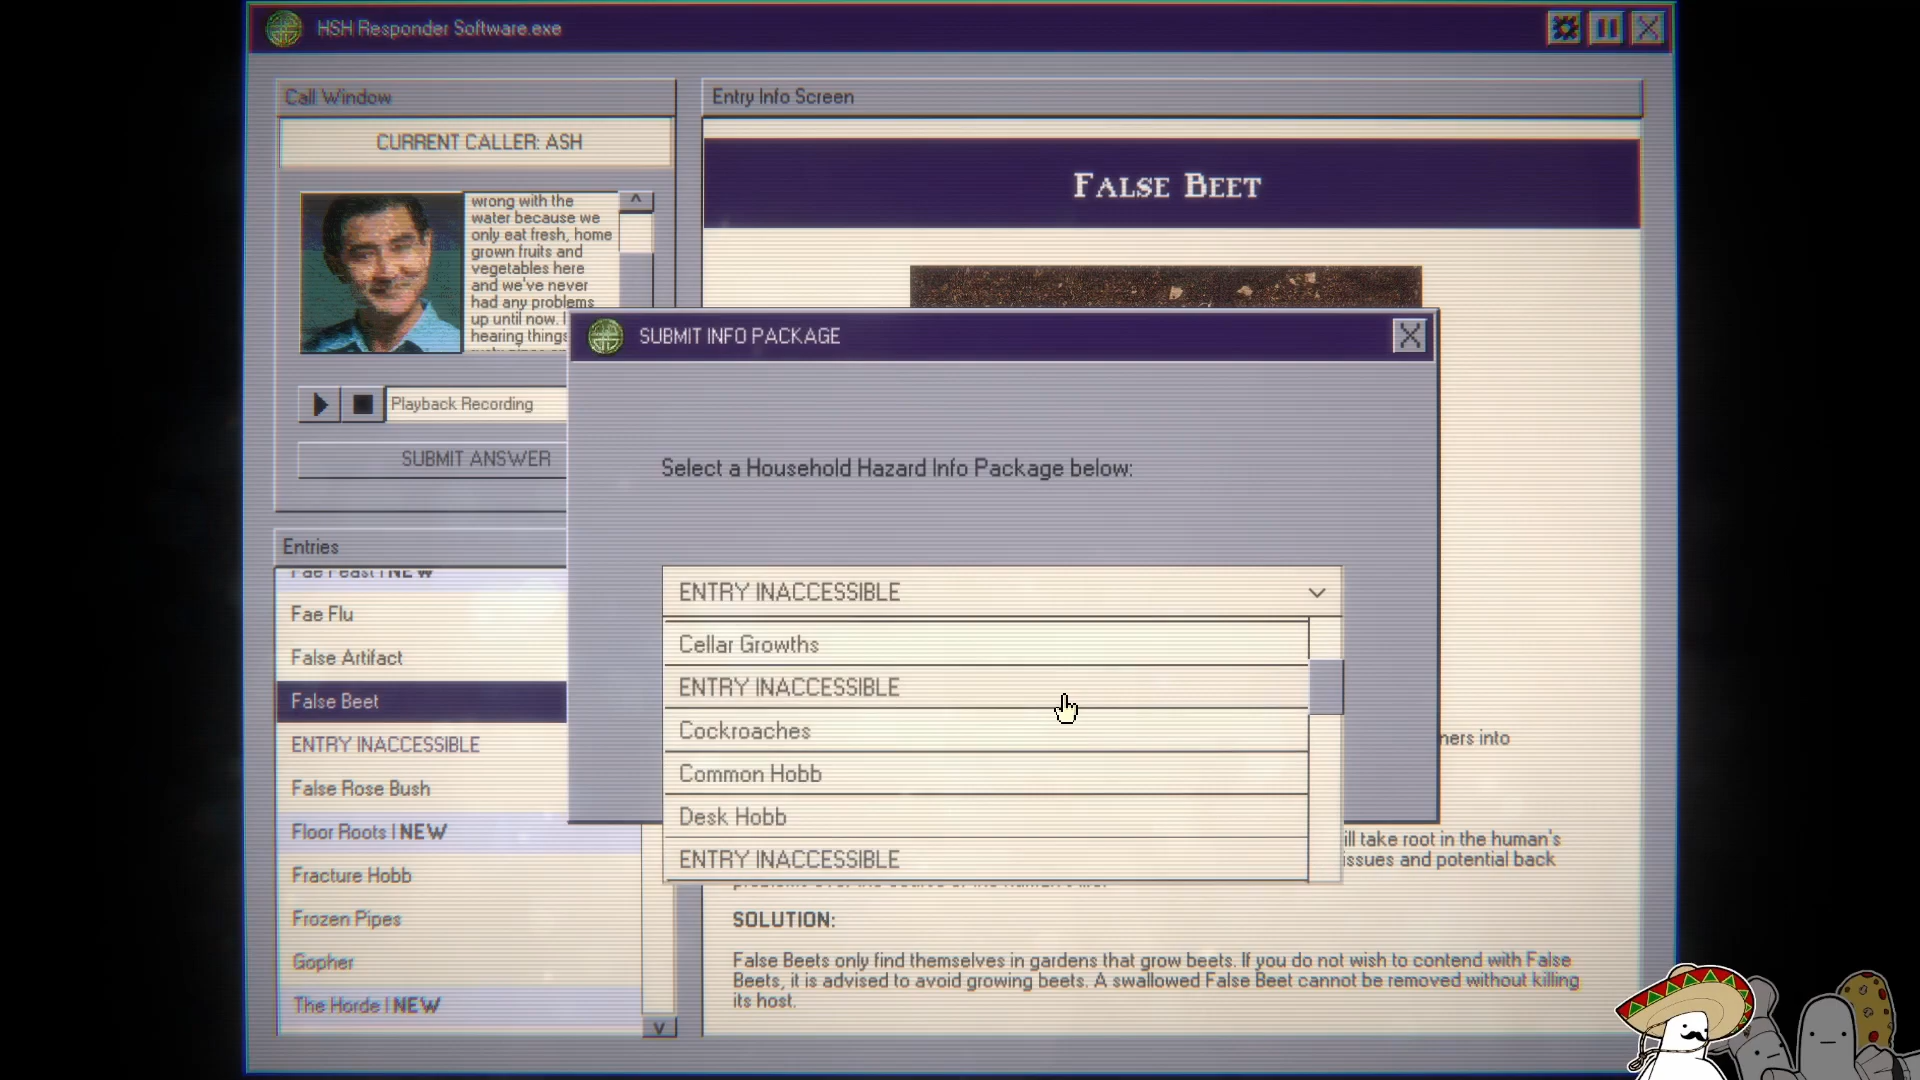 HSH Responder Software.exe
Call Window
CURRENT CALLER: ASH
wrong with the
water because we
only eat fresh, home
grown fruits and
vegetables here
and we've never
had any problems
up until now. I
hearing things
Playback Recording
SUBMIT ANSWER
Entries
Fae Feast | NEW
Fae Flu
False Artifact
False Beet
ENTRY INACCESSIBLE
False Rose Bush
Floor Roots | NEW
Fracture Hobb
Frozen Pipes
Gopher
The Horde | NEW
Entry Info Screen
FALSE BEET
SUBMIT INFO PACKAGE
Select a Household Hazard Info Package below:
ENTRY INACCESSIBLE
Cellar Growths
ENTRY INACCESSIBLE
Cockroaches
Common Hobb
Desk Hobb
ENTRY INACCESSIBLE
ners into
ill take root in the human's
issues and potential back
SOLUTION:
False Beets only find themselves in gardens that grow beets. If you do not wish to contend with False
Beets, it is advised to avoid growing beets. A swallowed False Beet cannot be removed without killing
its host.